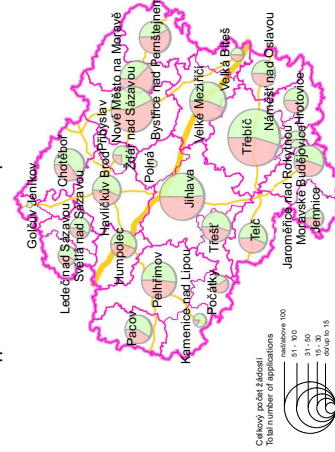 Golčův Jeníkov
Chotěboř
Ledeč nad Sázavou
Světlá nad Sázavou
Havlíčkův Brod
Přibyslav
Žďár nad Sázavou
Nové Město na Moravě
Bystřice nad Pernštejnem
Humpolec
Polná
Pacov
Pelhřimov
Jihlava
Velké Meziříčí
Velká Bíteš
Kamenice nad Lipou
Počátky
Třešť
Telč
Třebíč
Náměšť nad Oslavou
Hrotovice
Jaroměřice nad Rokytnou
Moravské Budějovice
Jemnice
Celkový počet žádostí
Total number of applications
nad/above 100
51 - 100
31 - 50
15 - 30
do/up to 15